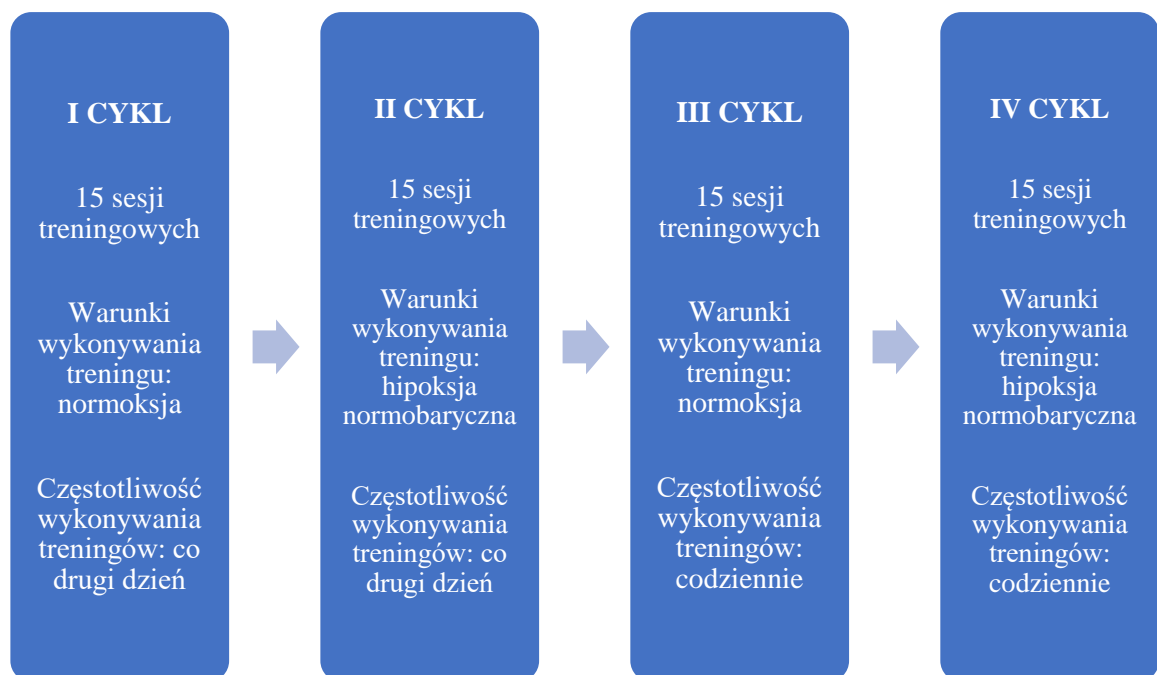 I CYKL
15 sesji
treningowych
Warunki
wykonywania
treningu:
normoksja
Częstotliwość
wykonywania
treningów: co
drugi dzień
II CYKL
15 sesji
treningowych
Warunki
wykonywania
treningu:
hipoksja
normobaryczna
Częstotliwość
wykonywania
treningów: co
drugi dzień
III CYKL
15 sesji
treningowych
Warunki
wykonywania
treningu:
normoksja
Częstotliwość
wykonywania
treningów:
codziennie
IV CYKL
15 sesji
treningowych
Warunki
wykonywania
treningu:
hipoksja
normobaryczna
Częstotliwość
wykonywania
treningów:
codziennie